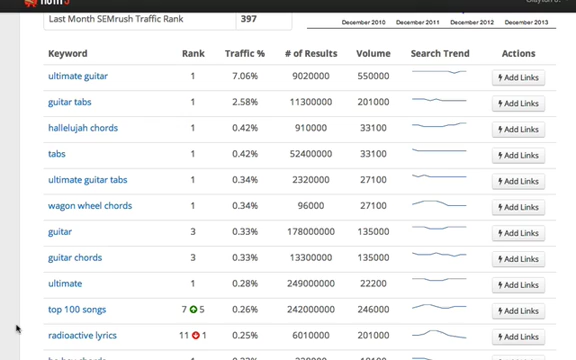 Last Month SEMrush Traffic Rank 397
December 2010 December 2011 December 2012 December 2013
Keyword Rank Traffic % # of Results Volume Search Trend Actions
ultimate guitar 1 7.06% 9020000 550000 Add Links
guitar tabs 1 2.58% 11300000 201000 Add Links
hallelujah chords 1 0.42% 910000 33100 Add Links
tabs 1 0.42% 52400000 33100 Add Links
ultimate guitar tabs 1 0.34% 2320000 27100 Add Links
wagon wheel chords 1 0.34% 96000 27100 Add Links
guitar 3 0.33% 178000000 135000 Add Links
guitar chords 3 0.33% 13300000 135000 Add Links
ultimate 1 0.28% 249000000 22200 Add Links
top 100 songs 7 5 0.26% 242000000 246000 Add Links
radioactive lyrics 11 1 0.25% 6010000 201000 Add Links